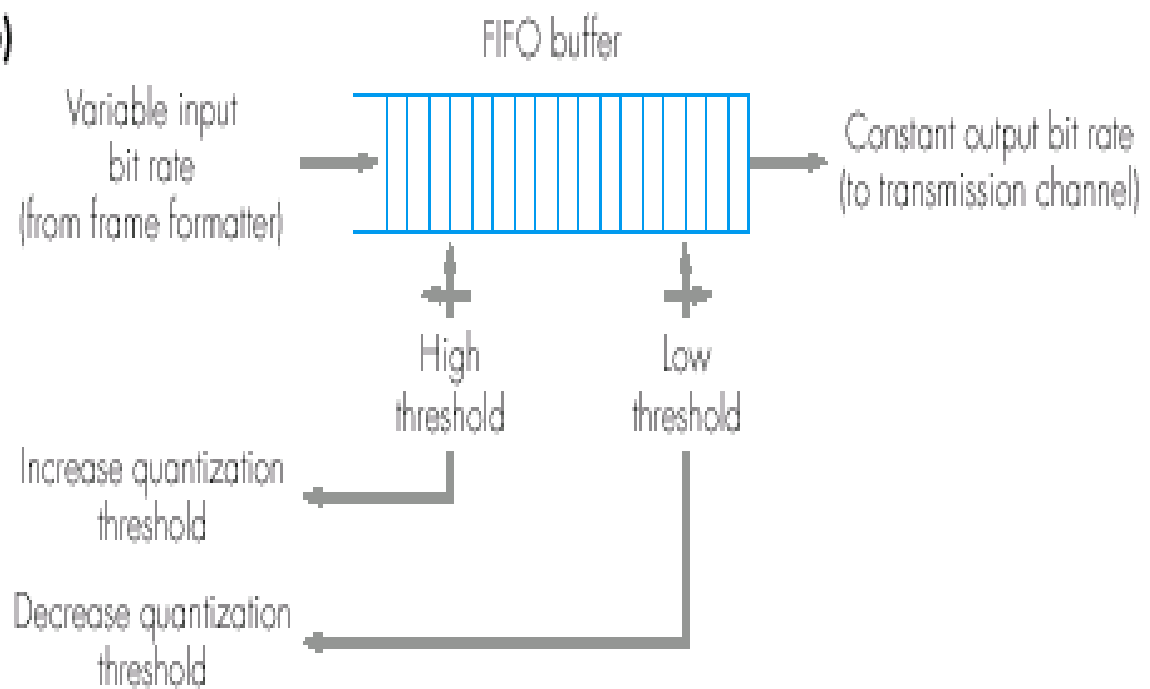 )
FIFO buffer
Variable input
bit rate
(from frame formatter)
Constant output bit rate
(to transmission channel)
High
threshold
Low
threshold
Increase quantization
threshold
Decrease quantization
threshold